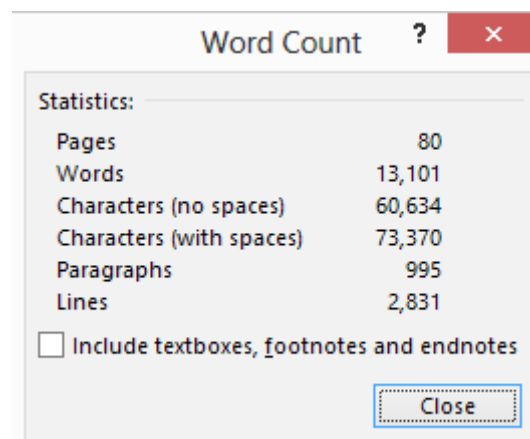 Word Count ? ×
Statistics:
Pages 80
Words 13,101
Characters (no spaces) 60,634
Characters (with spaces) 73,370
Paragraphs 995
Lines 2,831
Include textboxes, footnotes and endnotes
Close